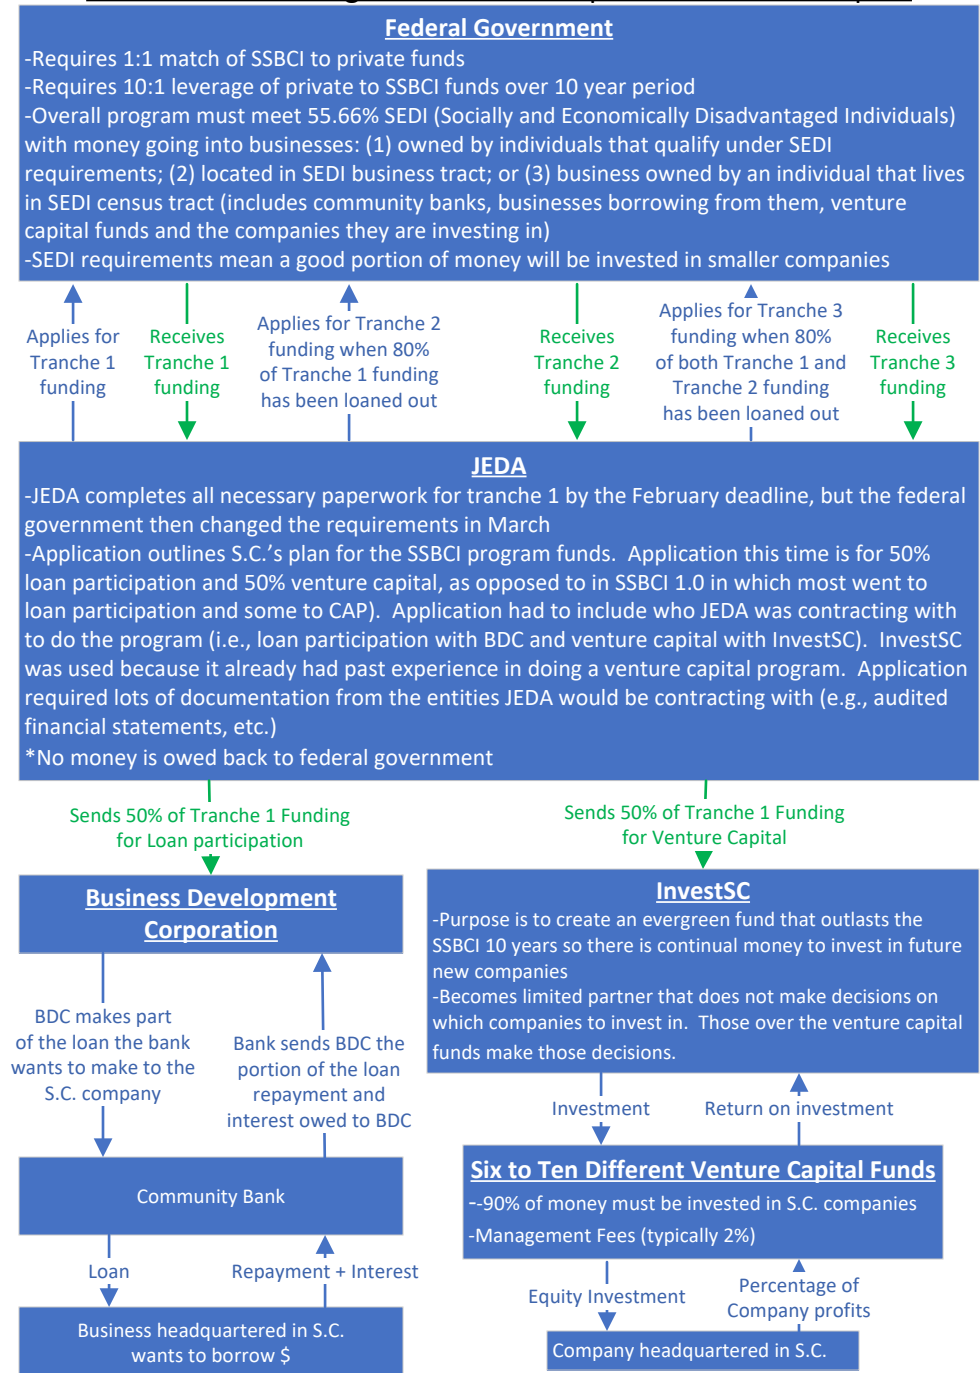 Federal Government
-Requires 1:1 match of SSBCI to private funds
-Requires 10:1 leverage of private to SSBCI funds over 10 year period
-Overall program must meet 55.66% SEDI (Socially and Economically Disadvantaged Individuals)
with money going into businesses: (1) owned by individuals that qualify under SEDI
requirements; (2) located in SEDI business tract; or (3) business owned by an individual that lives
in SEDI census tract (includes community banks, businesses borrowing from them, venture
capital funds and the companies they are investing in)
-SEDI requirements mean a good portion of money will be invested in smaller companies
Applies for
Tranche 1
funding
Receives
Tranche 1
funding
Applies for Tranche 2
funding when 80%
of Tranche 1 funding
has been loaned out
Receives
Tranche 2
funding
Applies for Tranche 3
funding when 80%
of both Tranche 1 and
Tranche 2 funding
has been loaned out
Receives
Tranche 3
funding
JEDA
-JEDA completes all necessary paperwork for tranche 1 by the February deadline, but the federal
government then changed the requirements in March
-Application outlines S.C.’s plan for the SSBCI program funds.  Application this time is for 50%
loan participation and 50% venture capital, as opposed to in SSBCI 1.0 in which most went to
loan participation and some to CAP).  Application had to include who JEDA was contracting with
to do the program (i.e., loan participation with BDC and venture capital with InvestSC).  InvestSC
was used because it already had past experience in doing a venture capital program.  Application
required lots of documentation from the entities JEDA would be contracting with (e.g., audited
financial statements, etc.)
*No money is owed back to federal government
Sends 50% of Tranche 1 Funding
for Loan participation
Sends 50% of Tranche 1 Funding
for Venture Capital
Business Development
Corporation
BDC makes part
of the loan the bank
wants to make to the
S.C. company
Bank sends BDC the
portion of the loan
repayment and
interest owed to BDC
Community Bank
Loan
Repayment + Interest
Business headquartered in S.C.
wants to borrow $
InvestSC
-Purpose is to create an evergreen fund that outlasts the
SSBCI 10 years so there is continual money to invest in future
new companies
-Becomes limited partner that does not make decisions on
which companies to invest in.  Those over the venture capital
funds make those decisions.
Investment
Return on investment
Six to Ten Different Venture Capital Funds
--90% of money must be invested in S.C. companies
-Management Fees (typically 2%)
Equity Investment
Percentage of
Company profits
Company headquartered in S.C.